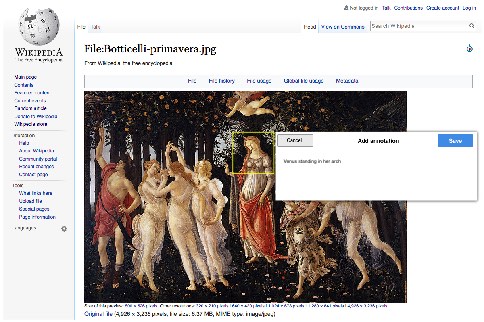 WIKIPEDIA
The Free Encyclopedia
Main page
Contents
Featured content
Current events
Random article
Donate to Wikipedia
Wikipedia store
Interaction
Help
About Wikipedia
Community portal
Recent changes
Contact page
Tools
What links here
Upload file
Special pages
Page information
Languages
Not logged in Talk Contributions Create account Log in
File Talk
Read View on Commons Search Wikipedia
File:Botticelli-primavera.jpg
From Wikipedia, the free encyclopedia
File File history File usage Global file usage Metadata
Cancel Add annotation Save
Venus standing in her arch
Original file (4,926 × 3,235 pixels, file size: 6.37 MB, MIME type: image/jpeg)